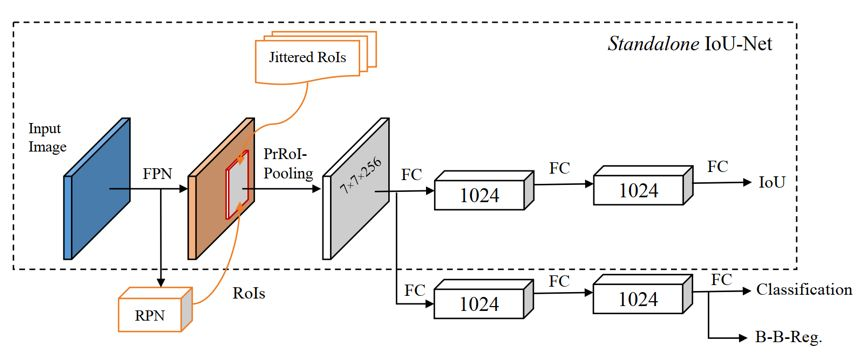 Standalone IoU-Net
Jittered RoIs
Input
Image
FPN
PrRoI-
Pooling
7×7×256
FC
1024
FC
1024
FC
IoU
RPN
RoIs
FC
1024
FC
1024
FC
Classification
B-B-Reg.